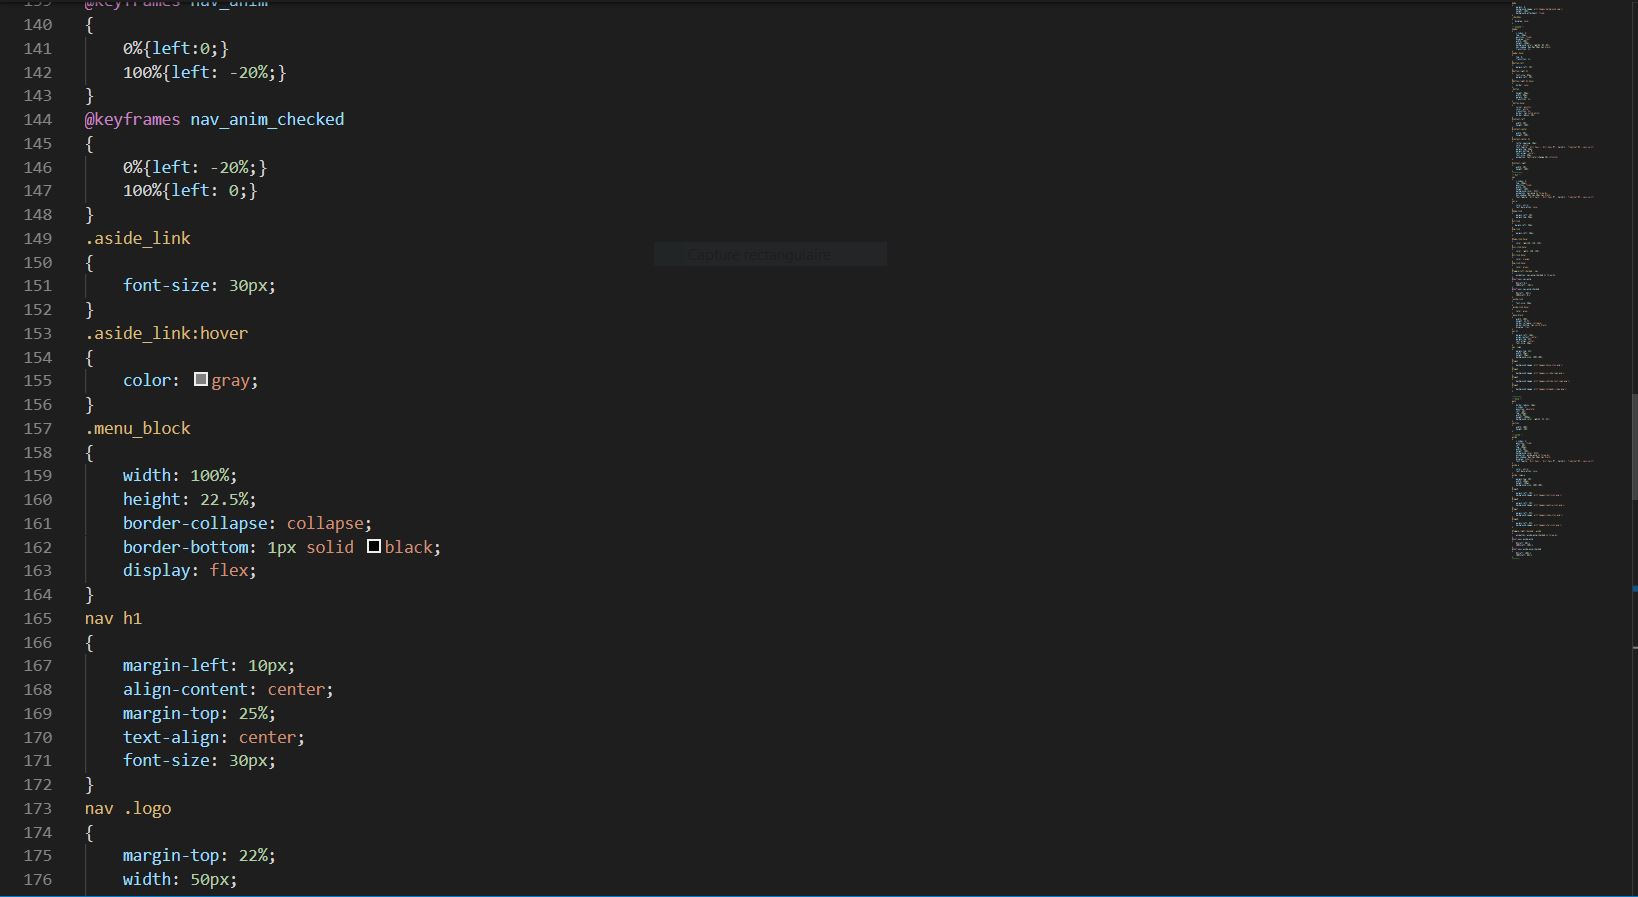 139 @keyframes nav_anim
140 {
141     0%{left:0;}
142     100%{left: -20%;}
143 }
144 @keyframes nav_anim_checked
145 {
146     0%{left: -20%;}
147     100%{left: 0;}
148 }
149 .aside_link
150 {
151     font-size: 30px;
152 }
153 .aside_link:hover
154 {
155     color: gray;
156 }
157 .menu_block
158 {
159     width: 100%;
160     height: 22.5%;
161     border-collapse: collapse;
162     border-bottom: 1px solid black;
163     display: flex;
164 }
165 nav h1
166 {
167     margin-left: 10px;
168     align-content: center;
169     margin-top: 25%;
170     text-align: center;
171     font-size: 30px;
172 }
173 nav .logo
174 {
175     margin-top: 22%;
176     width: 50px;
Capture rectangulaire